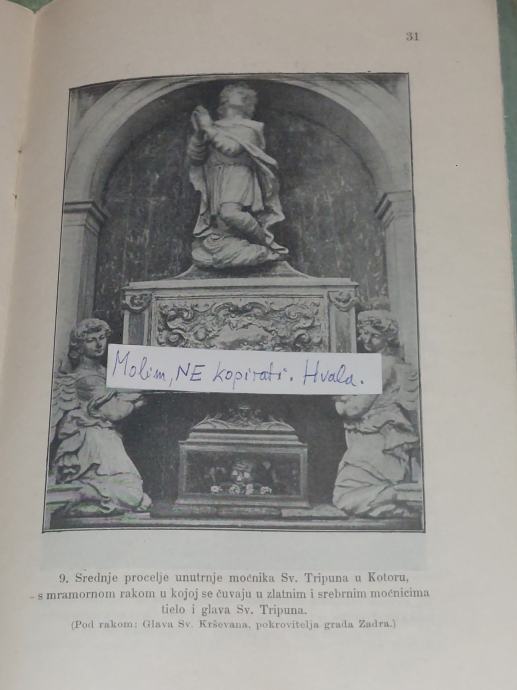 31
Molim, NE kopirati. Hvala.
9. Srednje procelje unutrnje moćnika Sv. Tripuna u Kotoru,
s mramornom rakom u kojoj se čuvaju u zlatnim i srebrnim moćnicima
tielo i glava Sv. Tripuna.
(Pod rakom: Glava Sv. Krševana, pokrovitelja grada Zadra.)